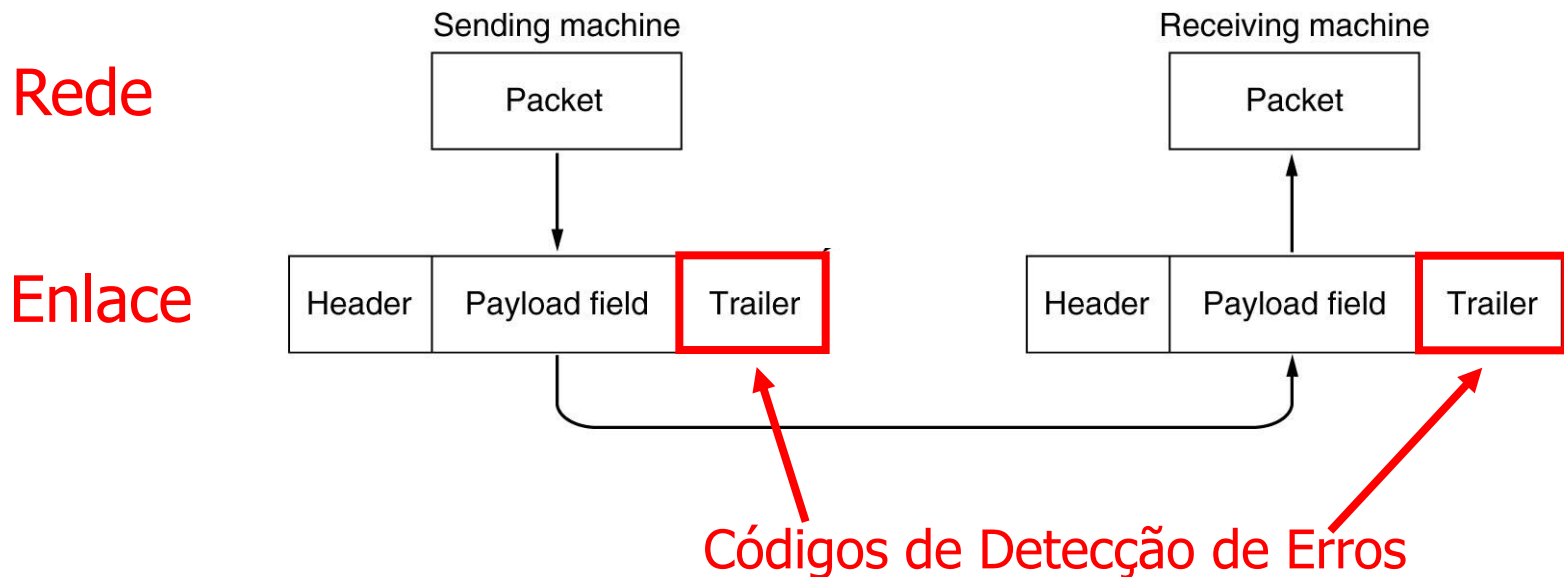 Sending machine
Receiving machine
Rede
Packet
Packet
Enlace
Header
Payload field
Trailer
Header
Payload field
Trailer
Códigos de Detecção de Erros